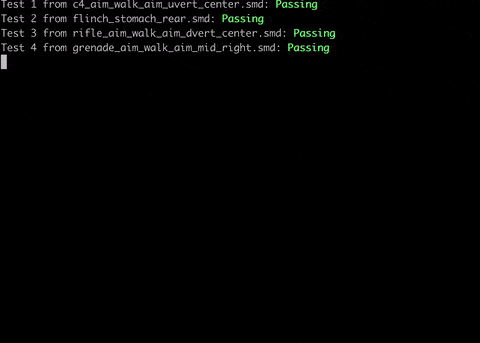 Test 1 from c4_aim_walk_aim_uvert_center.smd: Passing
Test 2 from flinch_stomach_rear.smd: Passing
Test 3 from rifle_aim_walk_aim_dvert_center.smd: Passing
Test 4 from grenade_aim_walk_aim_mid_right.smd: Passing